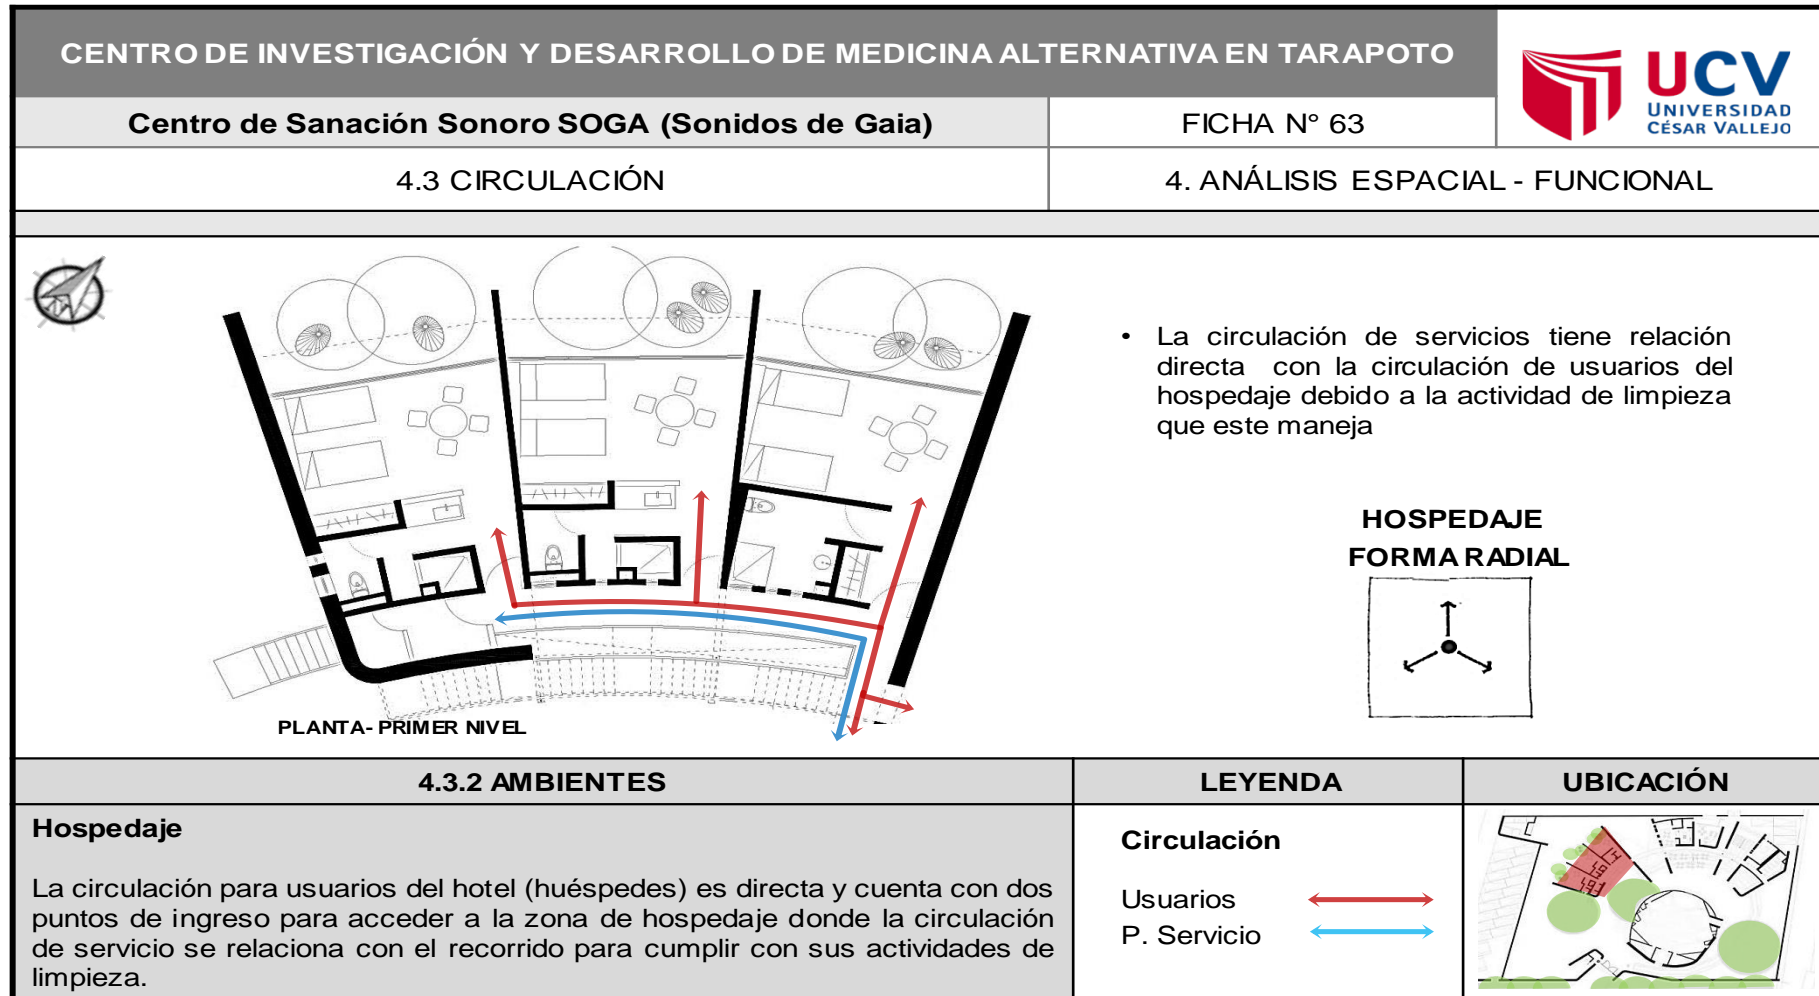 CENTRO DE INVESTIGACIÓN Y DESARROLLO DE MEDICINA ALTERNATIVA EN TARAPOTO
UCV
UNIVERSIDAD
CÉSAR VALLEJO
Centro de Sanación Sonoro SOGA (Sonidos de Gaia)
FICHA N° 63
4.3 CIRCULACIÓN
4. ANÁLISIS ESPACIAL - FUNCIONAL
• La circulación de servicios tiene relación
directa con la circulación de usuarios del
hospedaje debido a la actividad de limpieza
que este maneja
HOSPEDAJE
FORMA RADIAL
PLANTA- PRIMER NIVEL
4.3.2 AMBIENTES
Hospedaje
La circulación para usuarios del hotel (huéspedes) es directa y cuenta con dos
puntos de ingreso para acceder a la zona de hospedaje donde la circulación
de servicio se relaciona con el recorrido para cumplir con sus actividades de
limpieza.
LEYENDA
Circulación
Usuarios
P. Servicio
UBICACIÓN